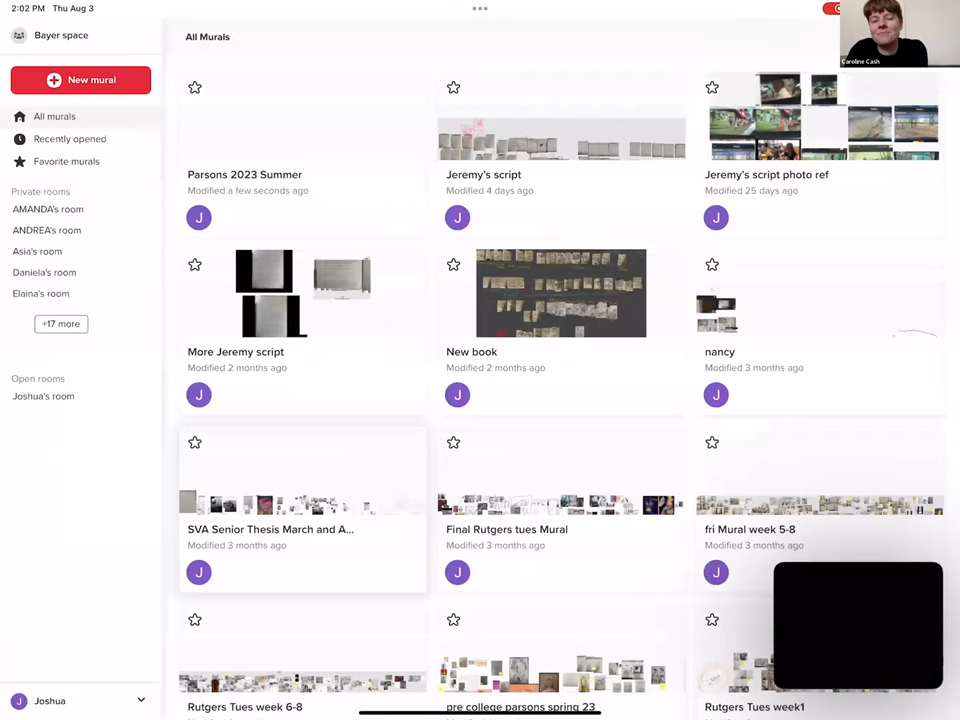 2:02 PM Thu Aug 3
Bayer space
New mural
All murals
Recently opened
Favorite murals
Private rooms
AMANDA's room
ANDREA's room
Asia's room
Daniela's room
Elaina's room
+17 more
Open rooms
Joshua's room
J Joshua
All Murals
Caroline Cash
Parsons 2023 Summer
Modified a few seconds ago
J
Jeremy's script
Modified 4 days ago
J
Jeremy's script photo ref
Modified 25 days ago
J
More Jeremy script
Modified 2 months ago
J
New book
Modified 2 months ago
J
nancy
Modified 3 months ago
J
SVA Senior Thesis March and A...
Modified 3 months ago
J
Final Rutgers tues Mural
Modified 3 months ago
J
fri Mural week 5-8
Modified 3 months ago
J
Rutgers Tues week 6-8
pre college parsons spring 23
Rutgers Tues week1